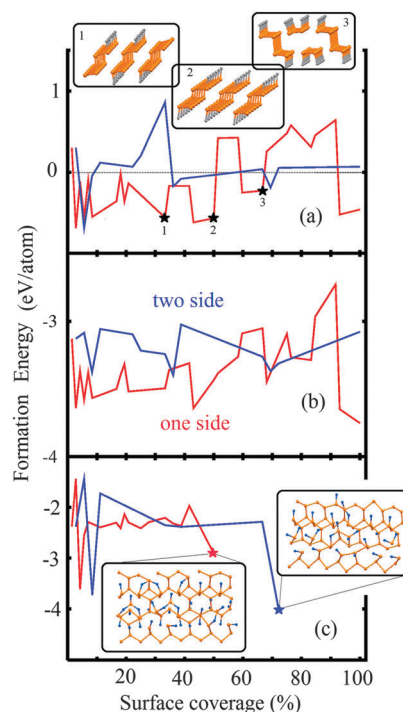 1
2
3
1
0
1
2
3
(a)
Formation Energy (eV/atom)
two side
-3
one side
(b)
-4
-2
-3
-4
(c)
20 40 60 80 100
Surface coverage (%)